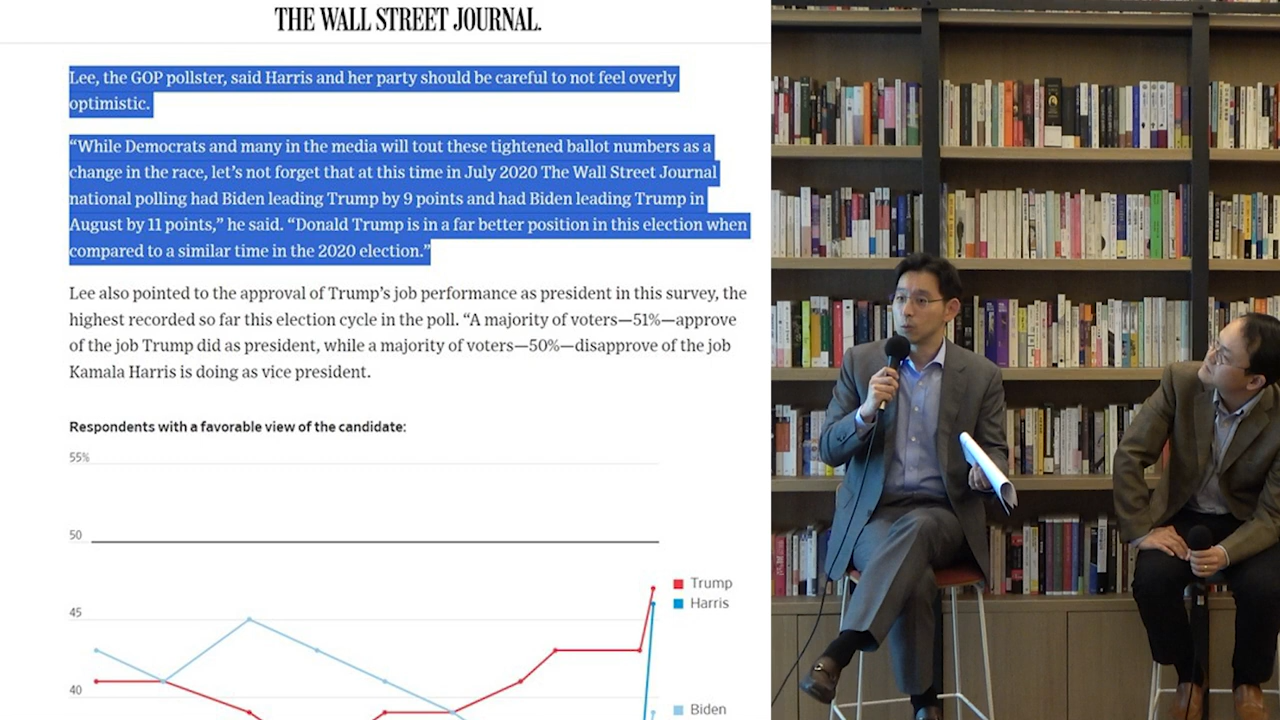 THE WALL STREET JOURNAL.
Lee, the GOP pollster, said Harris and her party should be careful to not feel overly
optimistic.
“While Democrats and many in the media will tout these tightened ballot numbers as a
change in the race, let’s not forget that at this time in July 2020 The Wall Street Journal
national polling had Biden leading Trump by 9 points and had Biden leading Trump in
August by 11 points,” he said. “Donald Trump is in a far better position in this election when
compared to a similar time in the 2020 election.”
Lee also pointed to the approval of Trump’s job performance as president in this survey, the
highest recorded so far this election cycle in the poll. “A majority of voters—51%—approve
of the job Trump did as president, while a majority of voters—50%—disapprove of the job
Kamala Harris is doing as vice president.
Respondents with a favorable view of the candidate:
55%
50
Trump
Harris
45
40
Biden